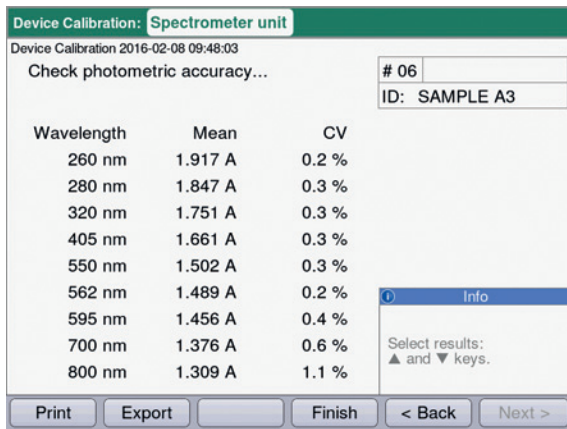 Device Calibration: Spectrometer unit
Device Calibration 2016-02-08 09:48:03
Check photometric accuracy...
# 06
ID: SAMPLE A3
Wavelength Mean CV
260 nm 1.917 A 0.2 %
280 nm 1.847 A 0.3 %
320 nm 1.751 A 0.3 %
405 nm 1.661 A 0.3 %
550 nm 1.502 A 0.3 %
562 nm 1.489 A 0.2 %
595 nm 1.456 A 0.4 %
700 nm 1.376 A 0.6 %
800 nm 1.309 A 1.1 %
Info
Select results:
▲ and ▼ keys.
Print Export Finish < Back Next >